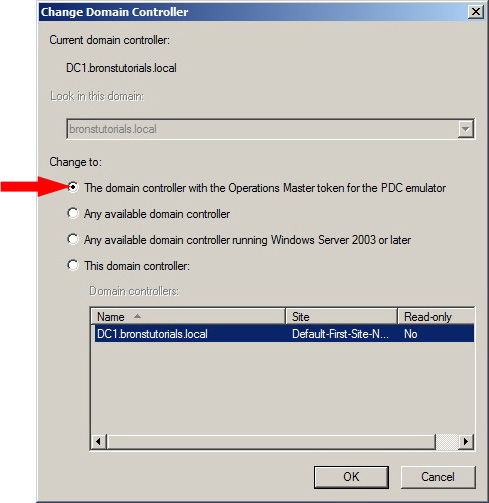 Change Domain Controller
Current domain controller:
DC1.bronstutorials.local
Look in this domain:
bronstutorials.local
Change to:
The domain controller with the Operations Master token for the PDC emulator
Any available domain controller
Any available domain controller running Windows Server 2003 or later
This domain controller:
Domain controllers:
Name Site Read-only
DC1.bronstutorials.local Default-First-Site-N... No
OK Cancel